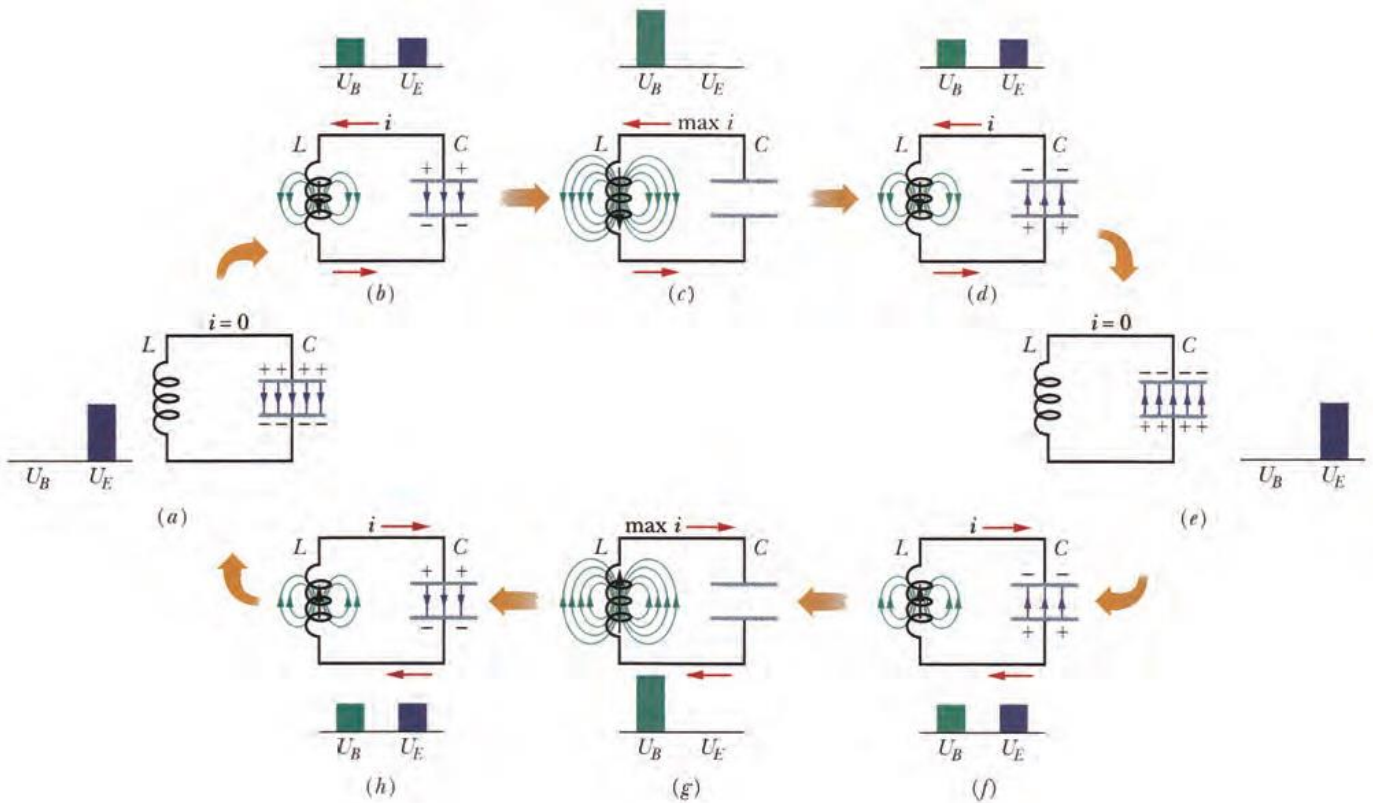 U_B U_E
i
L C
+ +
− −
(b)
U_B U_E
max i
L C
(c)
U_B U_E
i
L C
− −
+ +
(d)
i = 0
L C
+ + + +
− − − −
U_B U_E
(a)
i = 0
L C
− − − −
+ + + +
U_B U_E
(e)
i
L C
+ +
− −
U_B U_E
(h)
max i
L C
U_B U_E
(g)
i
L C
− −
+ +
U_B U_E
(f)